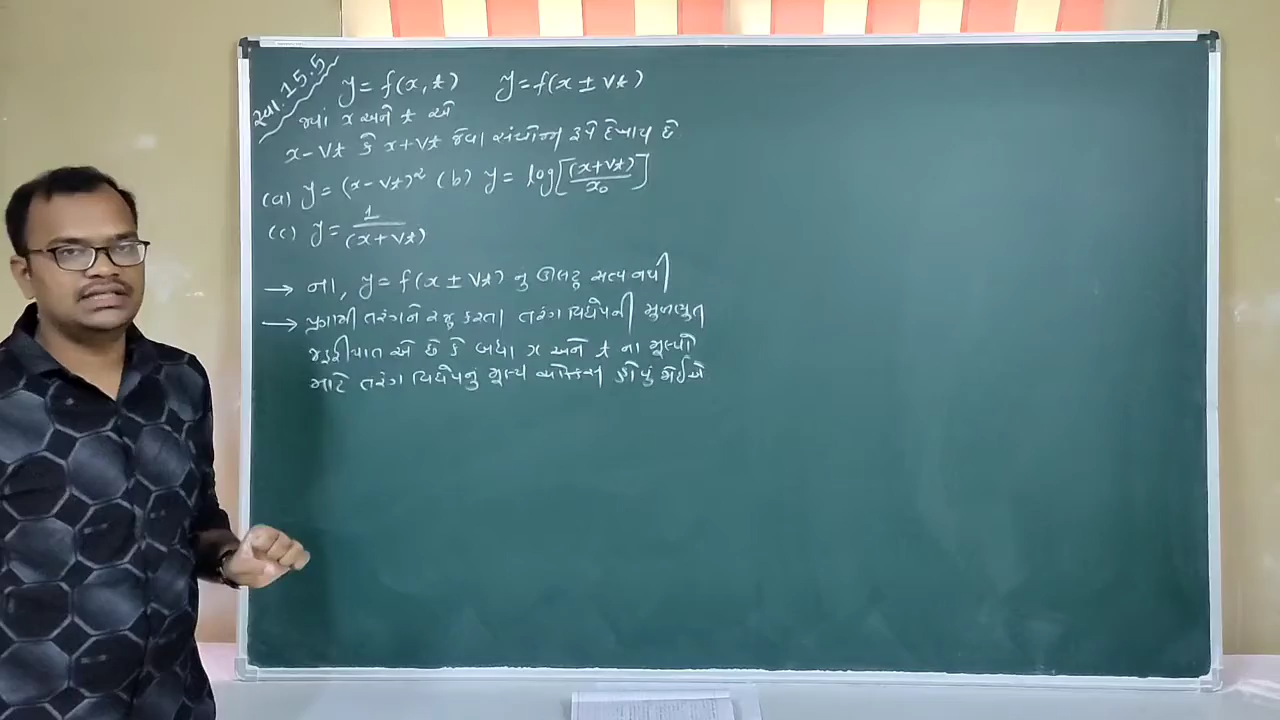 સ્વા. 15.5
y = f(x, t) y = f(x ± vt)
જ્યાં x અને t એ
x - vt કે x + vt જેવા સંયોજન રૂપે દેખાય છે
(a) y = (x - vt)² (b) y = log[(x + vt)/x₀]
(c) y = 1/(x + vt)
→ ના, y = f(x ± vt) નુ ઊલટુ સત્ય નથી
→ પ્રગામી તરંગને રજુ કરતા તરંગ વિધેયની મુળભુત
જરૂરીયાત એ છે કે બધા x અને t ના મૂલ્યો
માટે તરંગ વિધેયનું મૂલ્ય ચોક્કસ હોવું જોઈએ